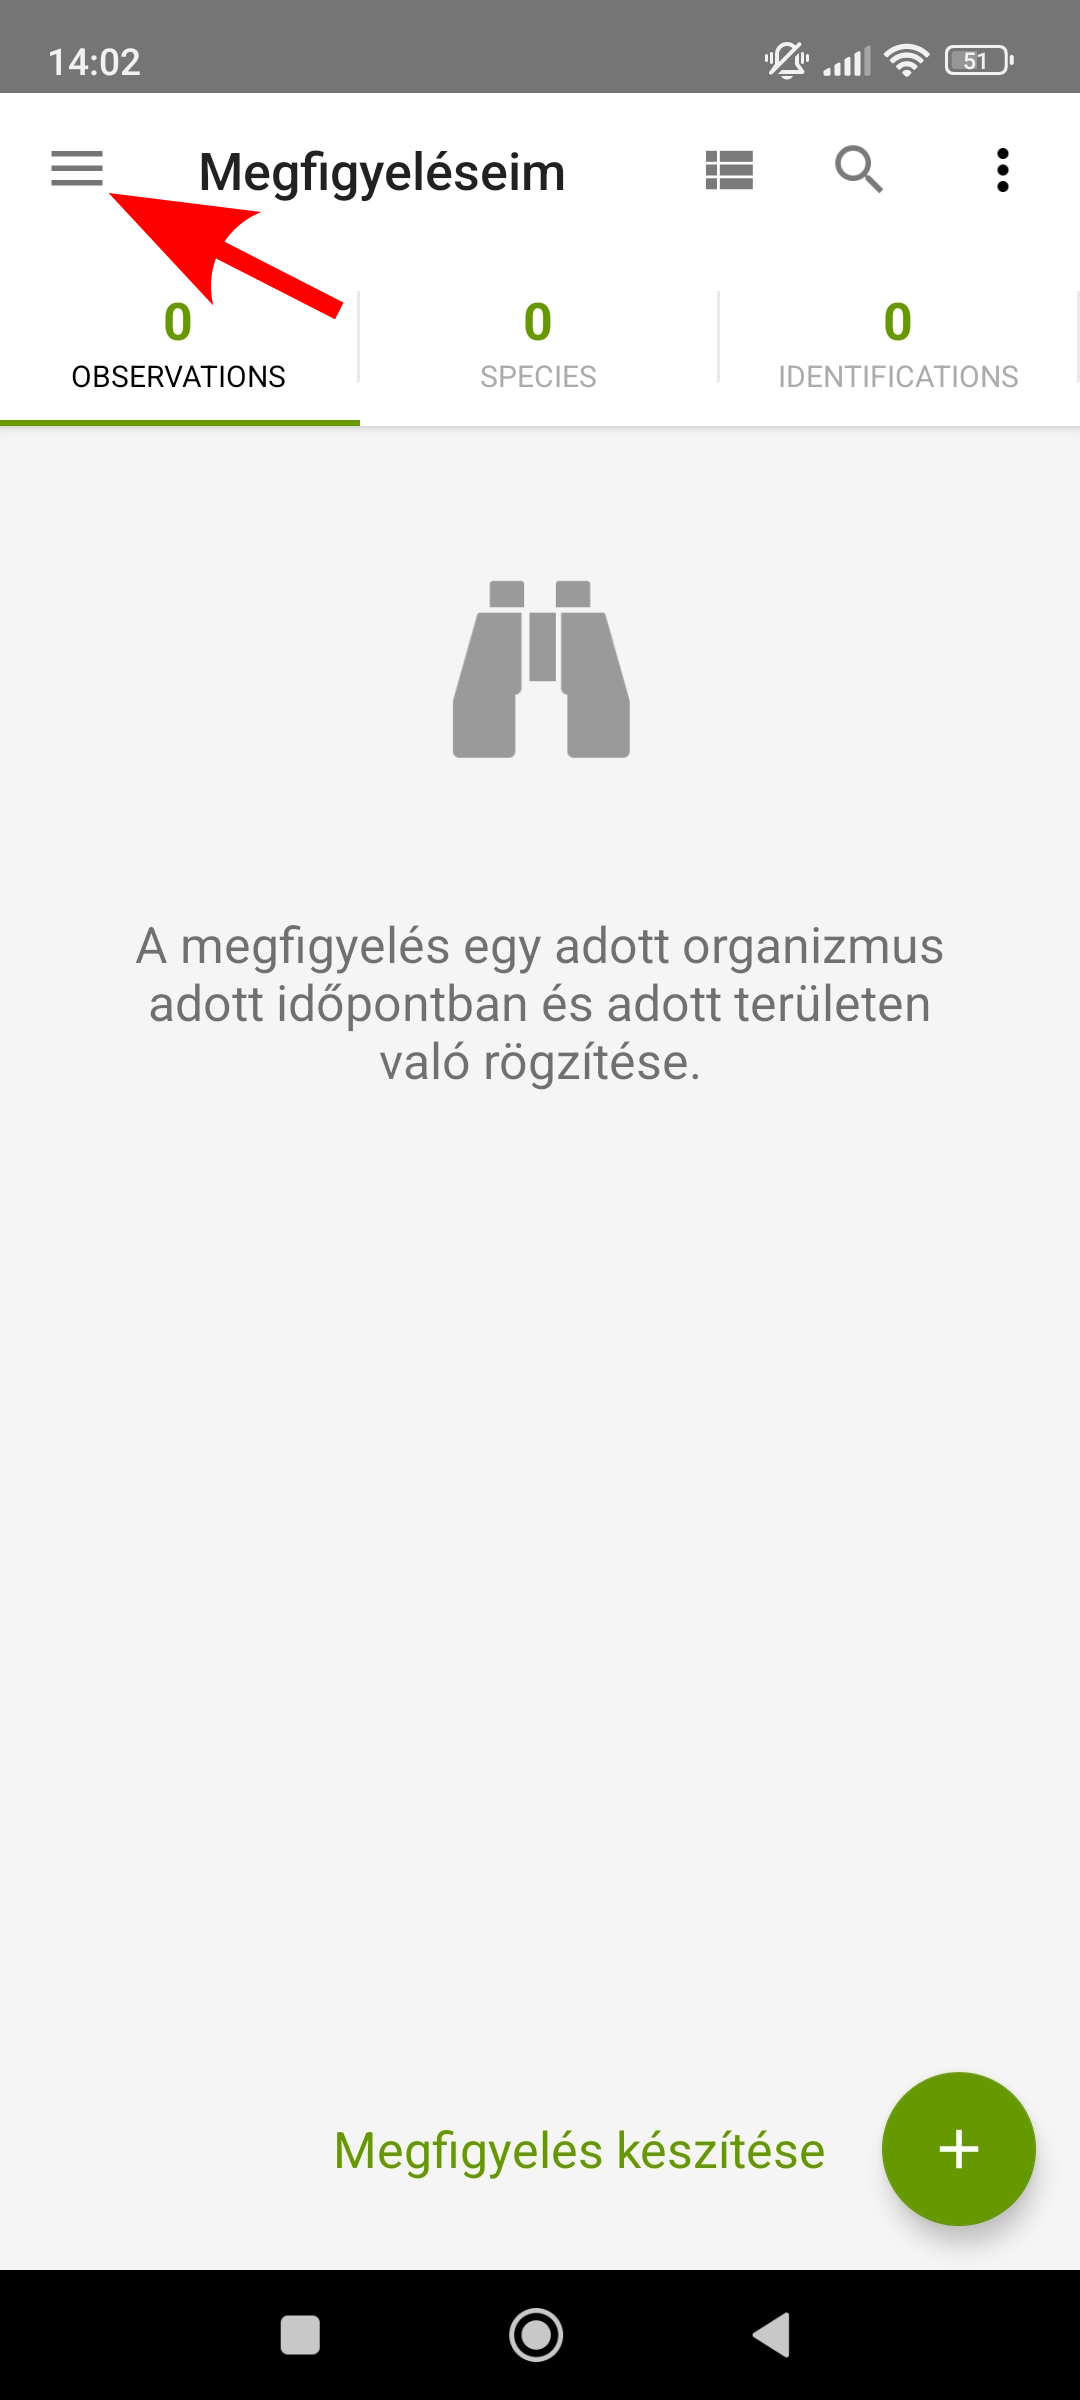 14:02
51
Megfigyeléseim
0
OBSERVATIONS
0
SPECIES
0
IDENTIFICATIONS
A megfigyelés egy adott organizmus
adott időpontban és adott területen
való rögzítése.
Megfigyelés készítése